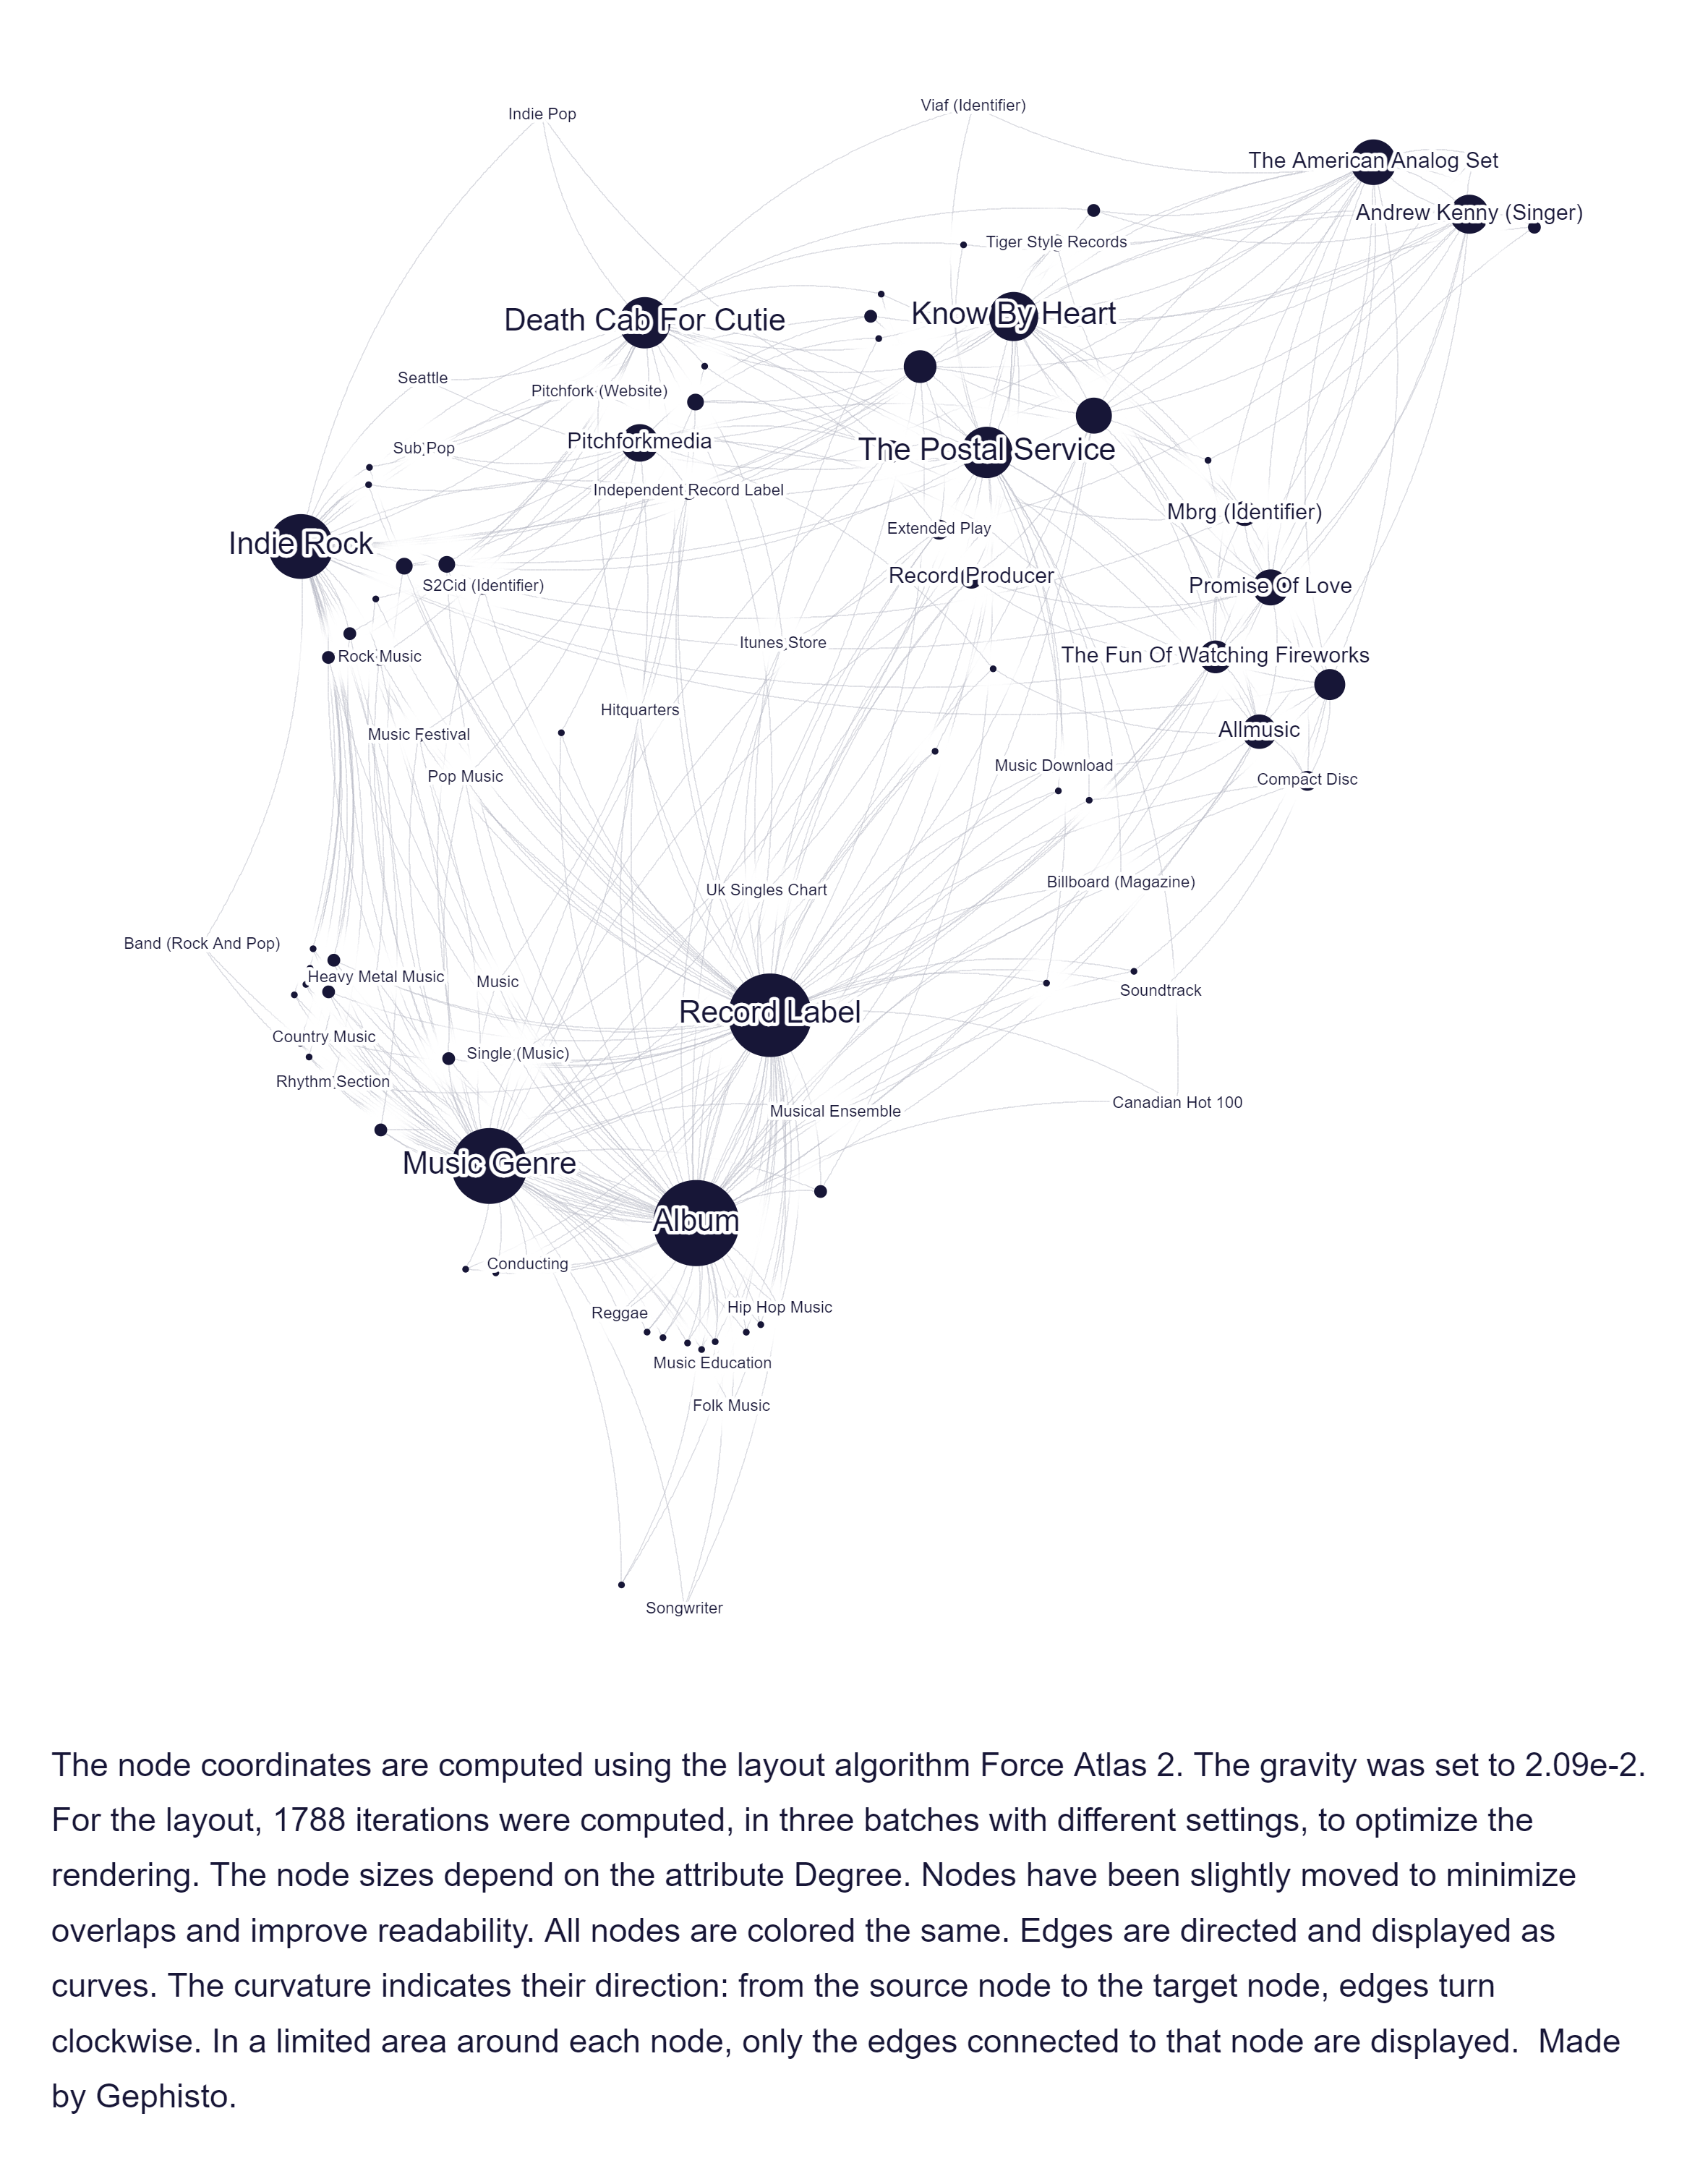 Viaf (Identifier)
Indie Pop
The American Analog Set
Andrew Kenny (Singer)
Tiger Style Records
Know By Heart
Death Cab For Cutie
Seattle
Pitchfork (Website)
Pitchforkmedia
Sub Pop
The Postal Service
Independent Record Label
Mbrg (Identifier)
Extended Play
Indie Rock
Record Producer
S2Cid (Identifier)
Promise Of Love
Itunes Store
The Fun Of Watching Fireworks
Rock Music
Hitquarters
Allmusic
Music Festival
Music Download
Pop Music
Compact Disc
Billboard (Magazine)
Uk Singles Chart
Band (Rock And Pop)
Heavy Metal Music
Music
Soundtrack
Record Label
Country Music
Single (Music)
Rhythm Section
Canadian Hot 100
Musical Ensemble
Music Genre
Album
Conducting
Hip Hop Music
Reggae
Music Education
Folk Music
Songwriter
The node coordinates are computed using the layout algorithm Force Atlas 2. The gravity was set to 2.09e-2.
For the layout, 1788 iterations were computed, in three batches with different settings, to optimize the
rendering. The node sizes depend on the attribute Degree. Nodes have been slightly moved to minimize
overlaps and improve readability. All nodes are colored the same. Edges are directed and displayed as
curves. The curvature indicates their direction: from the source node to the target node, edges turn
clockwise. In a limited area around each node, only the edges connected to that node are displayed.  Made
by Gephisto.